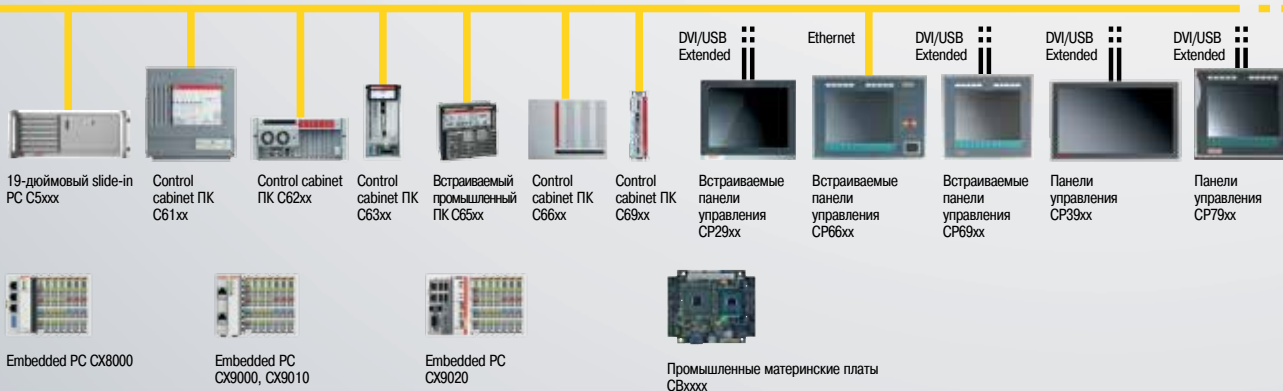 DVI/USB
Extended
Ethernet
DVI/USB
Extended
DVI/USB
Extended
DVI/USB
Extended
19-дюймовый slide-in
PC C5xxx
Control
cabinet ПК
C61xx
Control cabinet
ПК C62xx
Control
cabinet ПК
C63xx
Встраиваемый
промышленный
ПК C65xx
Control
cabinet ПК
C66xx
Control
cabinet ПК
C69xx
Встраиваемые
панели
управления
CP29xx
Встраиваемые
панели
управления
CP66xx
Встраиваемые
панели
управления
CP69xx
Панели
управления
CP39xx
Панели
управления
CP79xx
Embedded PC CX8000
Embedded PC
CX9000, CX9010
Embedded PC
CX9020
Промышленные материнские платы
CBxxxx